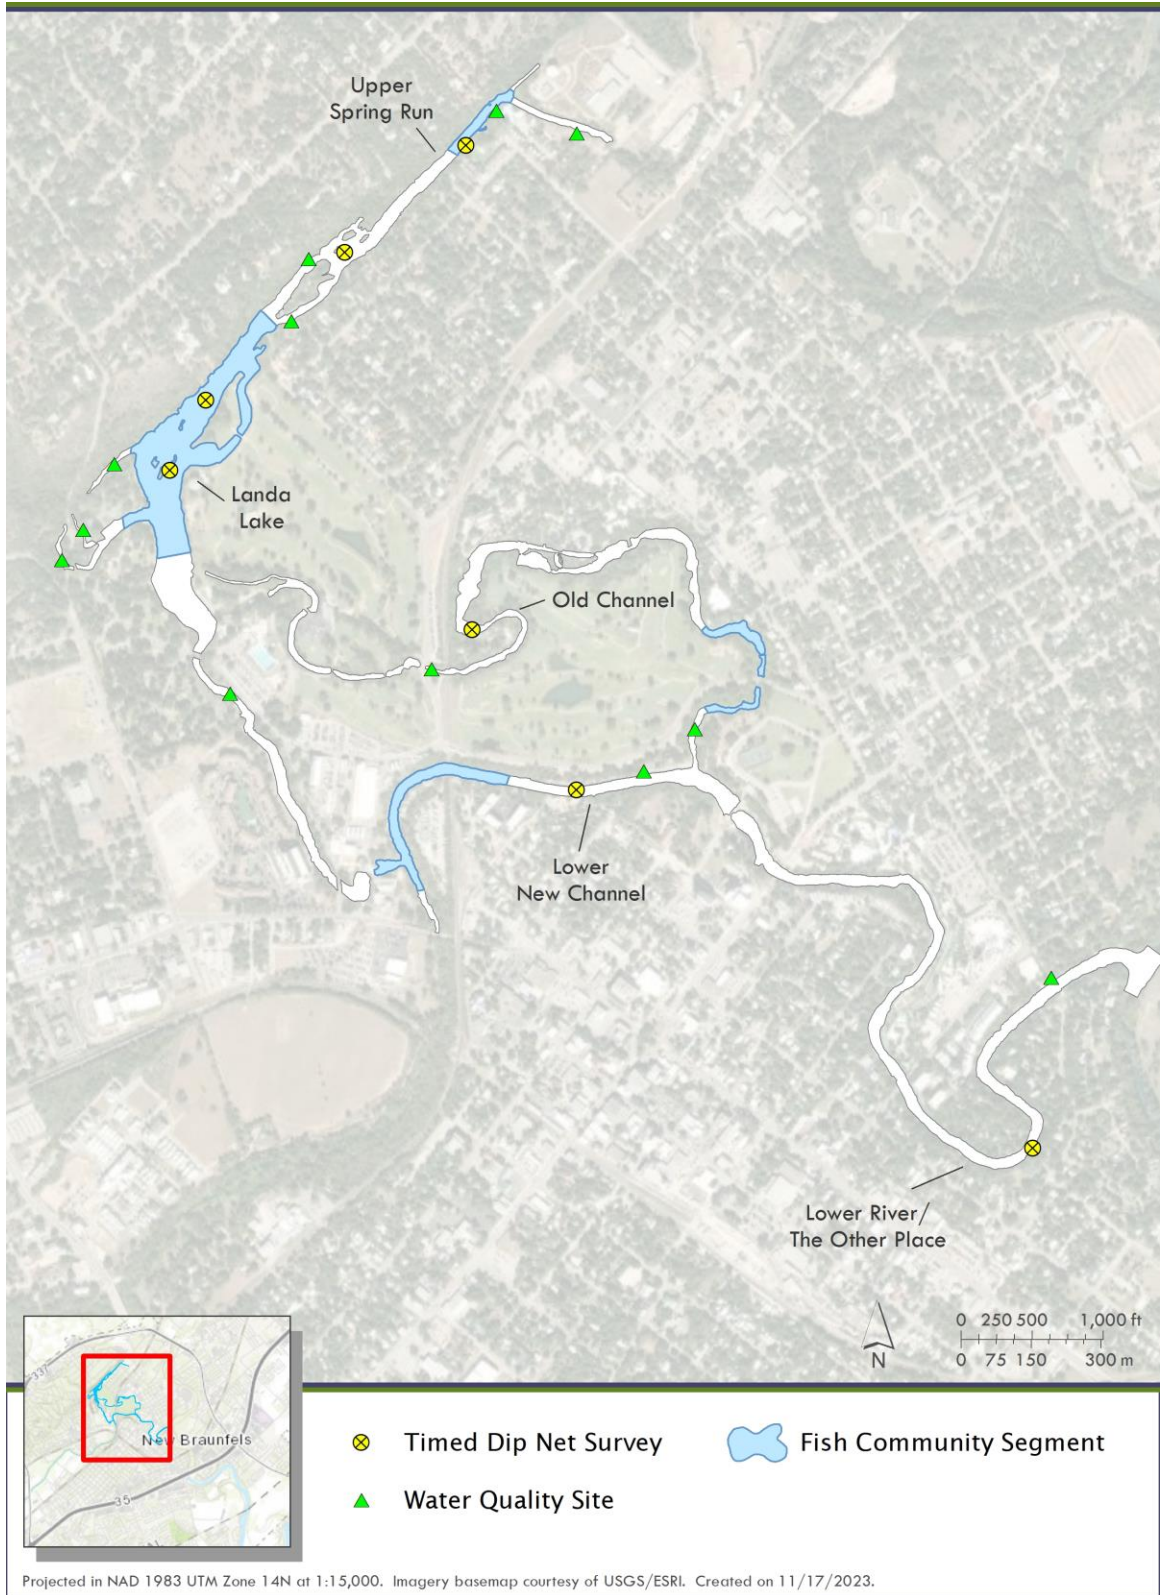 Upper
Spring Run
Landa
Lake
Old Channel
Lower
New Channel
Lower River/
The Other Place
N
0 250 500 1,000 ft
0 75 150 300 m
337
New Braunfels
35
Timed Dip Net Survey
Fish Community Segment
Water Quality Site
Projected in NAD 1983 UTM Zone 14N at 1:15,000. Imagery basemap courtesy of USGS/ESRI. Created on 11/17/2023.